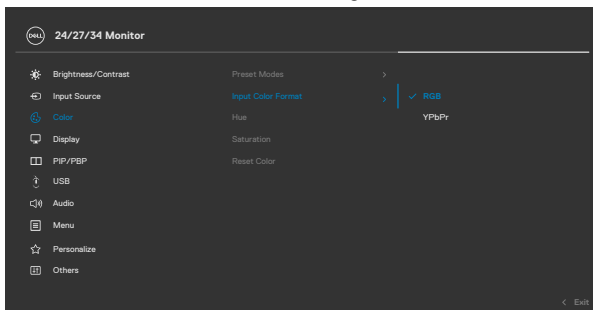 DELL 24/27/34 Monitor
Brightness/Contrast
Input Source
Color
Display
PIP/PBP
USB
Audio
Menu
Personalize
Others
Preset Modes
Input Color Format
Hue
Saturation
Reset Color
RGB
YPbPr
Exit